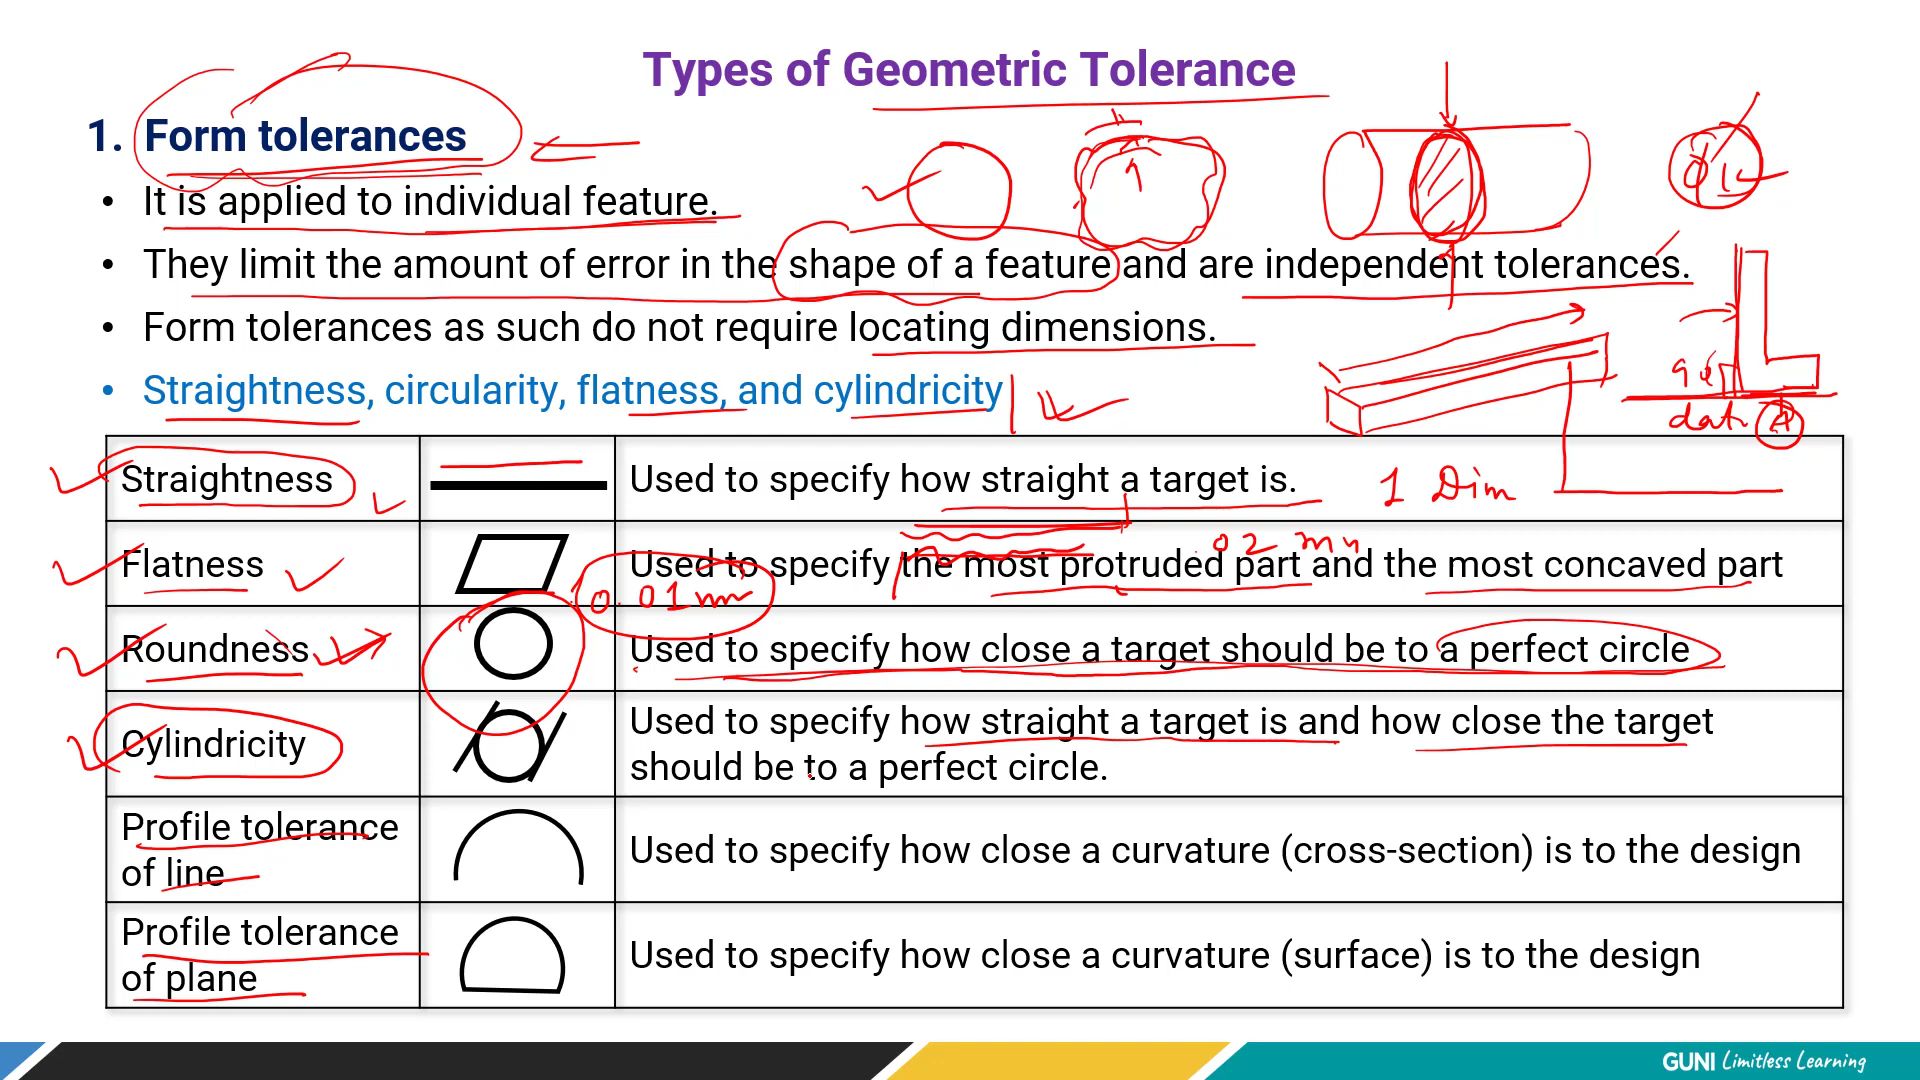 Types of Geometric Tolerance
1. Form tolerances
• It is applied to individual feature.
• They limit the amount of error in the shape of a feature and are independent tolerances.
• Form tolerances as such do not require locating dimensions.
• Straightness, circularity, flatness, and cylindricity
90°
dat A
Straightness
Used to specify how straight a target is.
1 Dim
Flatness
Used to specify the most protruded part and the most concaved part
02 mm
0.01mm
Roundness
Used to specify how close a target should be to a perfect circle
Cylindricity
Used to specify how straight a target is and how close the target
should be to a perfect circle.
Profile tolerance
of line
Used to specify how close a curvature (cross-section) is to the design
Profile tolerance
of plane
Used to specify how close a curvature (surface) is to the design
GUNI Limitless Learning